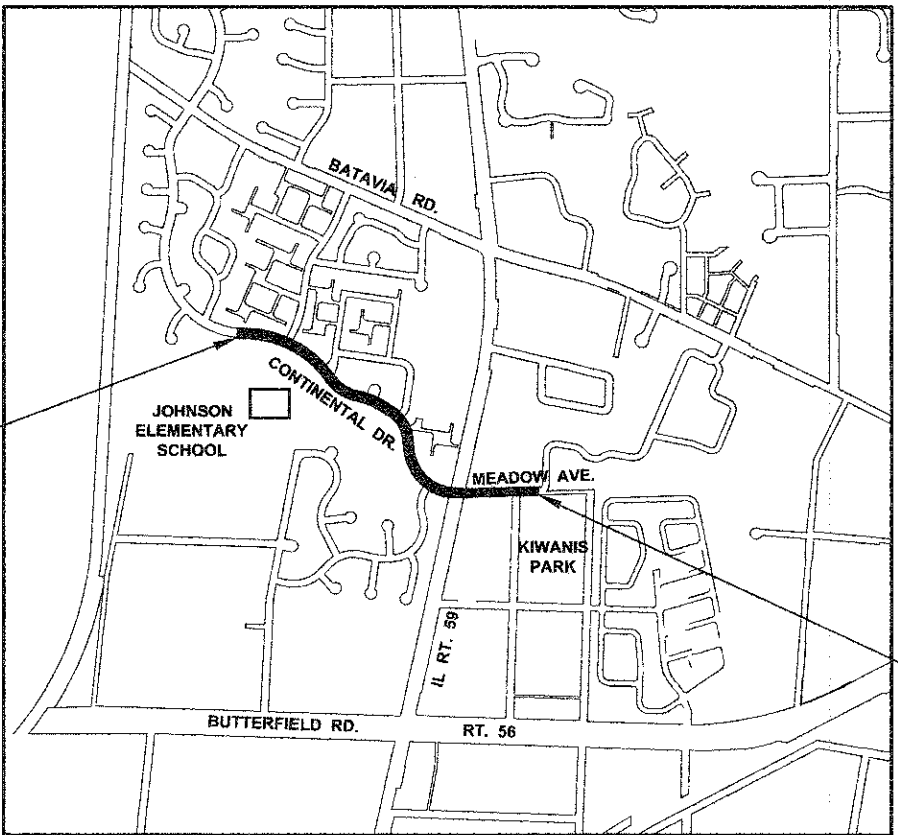 BATAVIA RD.
CONTINENTAL DR.
JOHNSON
ELEMENTARY
SCHOOL
MEADOW AVE.
KIWANIS
PARK
IL RT. 59
BUTTERFIELD RD.
RT. 56